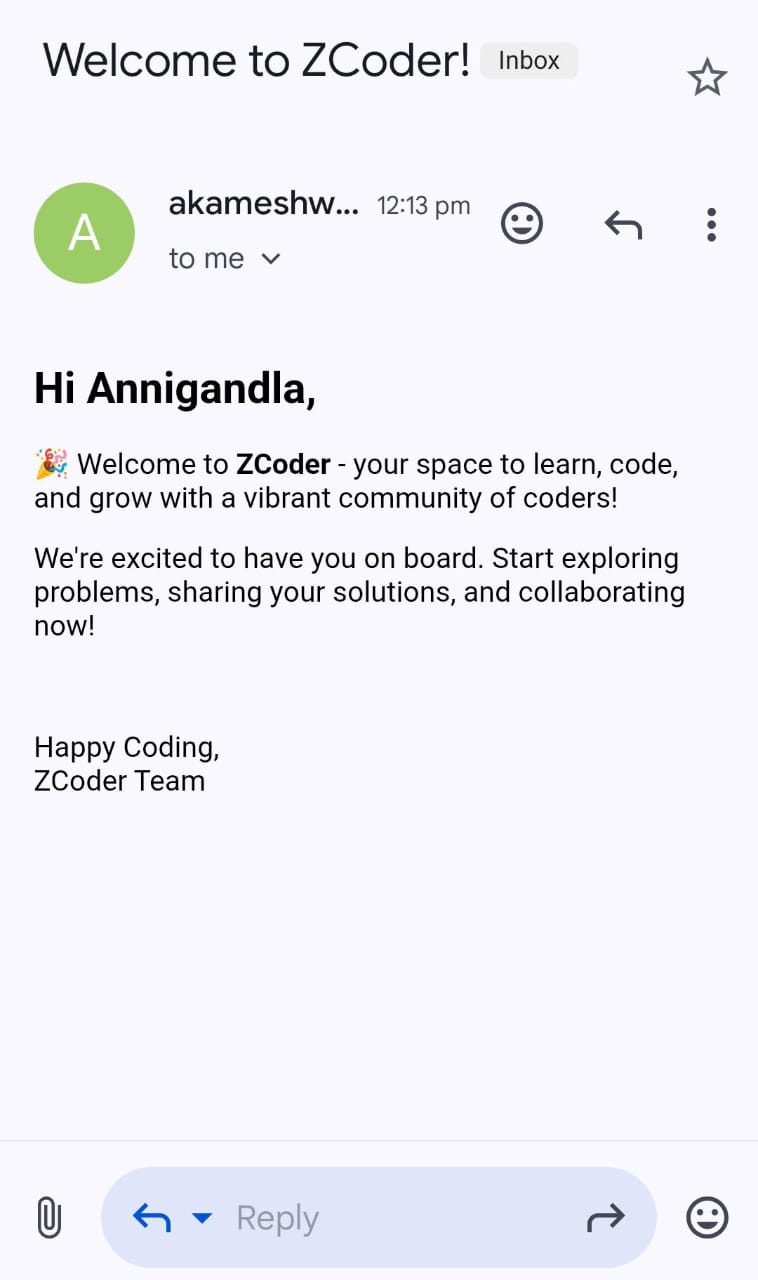 Welcome to ZCoder! Inbox
A
akameshw... 12:13 pm
to me
Hi Annigandla,
🎉 Welcome to ZCoder - your space to learn, code,
and grow with a vibrant community of coders!
We're excited to have you on board. Start exploring
problems, sharing your solutions, and collaborating
now!
Happy Coding,
ZCoder Team
Reply